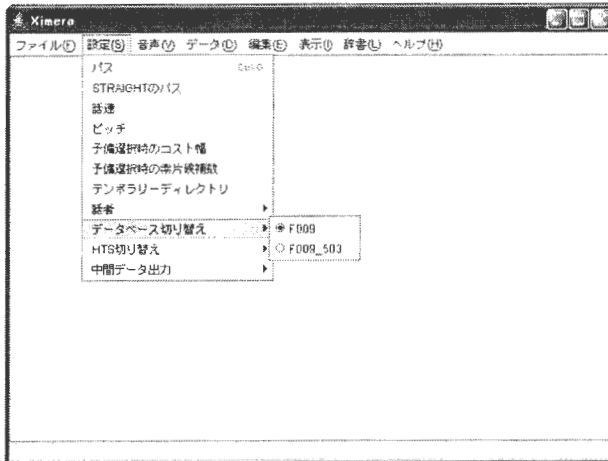 Ximera
ファイル(F) 設定(S) 音声(V) データ(D) 編集(E) 表示(I) 辞書(L) ヘルプ(H)
パス
STRAIGHTのパス
話速
ピッチ
予備選択時のコスト幅
予備選択時の素片候補数
テンポラリーディレクトリ
話者
データベース切り替え F009
HTS切り替え F009_503
中間データ出力